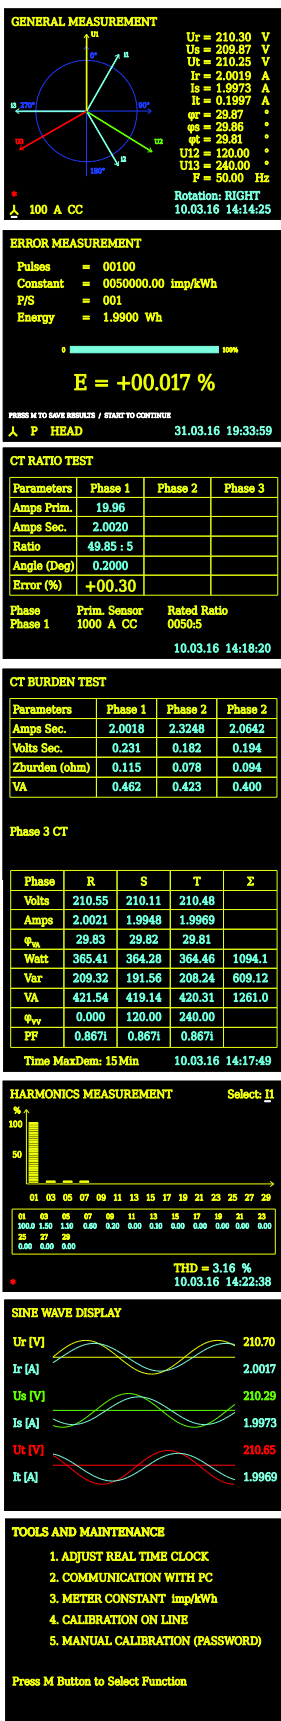 GENERAL MEASUREMENT
U1
Ur = 210.30 V
Us = 209.87 V
Ut = 210.25 V
Ir = 2.0019 A
Is = 1.9973 A
It = 0.1997 A
φr = 29.87 °
φs = 29.86 °
φt = 29.81 °
U12 = 120.00 °
U13 = 240.00 °
F = 50.00 Hz
0° I1
I3 270° 90°
U3 U2
180° I2
*
Rotation: RIGHT
100 A CC 10.03.16 14:14:25
ERROR MEASUREMENT
Pulses = 00100
Constant = 0050000.00 imp/kWh
P/S = 001
Energy = 1.9900 Wh
0 100%
E = +00.017 %
PRESS M TO SAVE RESULTS / START TO CONTINUE
P HEAD 31.03.16 19:33:59
CT RATIO TEST
Parameters Phase 1 Phase 2 Phase 3
Amps Prim. 19.96
Amps Sec. 2.0020
Ratio 49.85 : 5
Angle (Deg) 0.2000
Error (%) +00.30
Phase Prim. Sensor Rated Ratio
Phase 1 1000 A CC 0050:5
10.03.16 14:18:20
CT BURDEN TEST
Parameters Phase 1 Phase 2 Phase 2
Amps Sec. 2.0018 2.3248 2.0642
Volts Sec. 0.231 0.182 0.194
Zburden (ohm) 0.115 0.078 0.094
VA 0.462 0.423 0.400
Phase 3 CT
Phase R S T Σ
Volts 210.55 210.11 210.48
Amps 2.0021 1.9948 1.9969
φVA 29.83 29.82 29.81
Watt 365.41 364.28 364.46 1094.1
Var 209.32 191.56 208.24 609.12
VA 421.54 419.14 420.31 1261.0
φVV 0.000 120.00 240.00
PF 0.867i 0.867i 0.867i
Time MaxDem: 15 Min 10.03.16 14:17:49
HARMONICS MEASUREMENT Select: I1
%
100
50
01 03 05 07 09 11 13 15 17 19 21 23 25 27 29
01 03 05 07 09 11 13 15 17 19 21 23
100.0 1.50 1.10 0.60 0.20 0.00 0.10 0.00 0.00 0.00 0.00 0.00
25 27 29
0.00 0.00 0.00
THD = 3.16 %
* 10.03.16 14:22:38
SINE WAVE DISPLAY
Ur [V] 210.70
Ir [A] 2.0017
Us [V] 210.29
Is [A] 1.9973
Ut [V] 210.65
It [A] 1.9969
TOOLS AND MAINTENANCE
1. ADJUST REAL TIME CLOCK
2. COMMUNICATION WITH PC
3. METER CONSTANT imp/kWh
4. CALIBRATION ON LINE
5. MANUAL CALIBRATION (PASSWORD)
Press M Button to Select Function